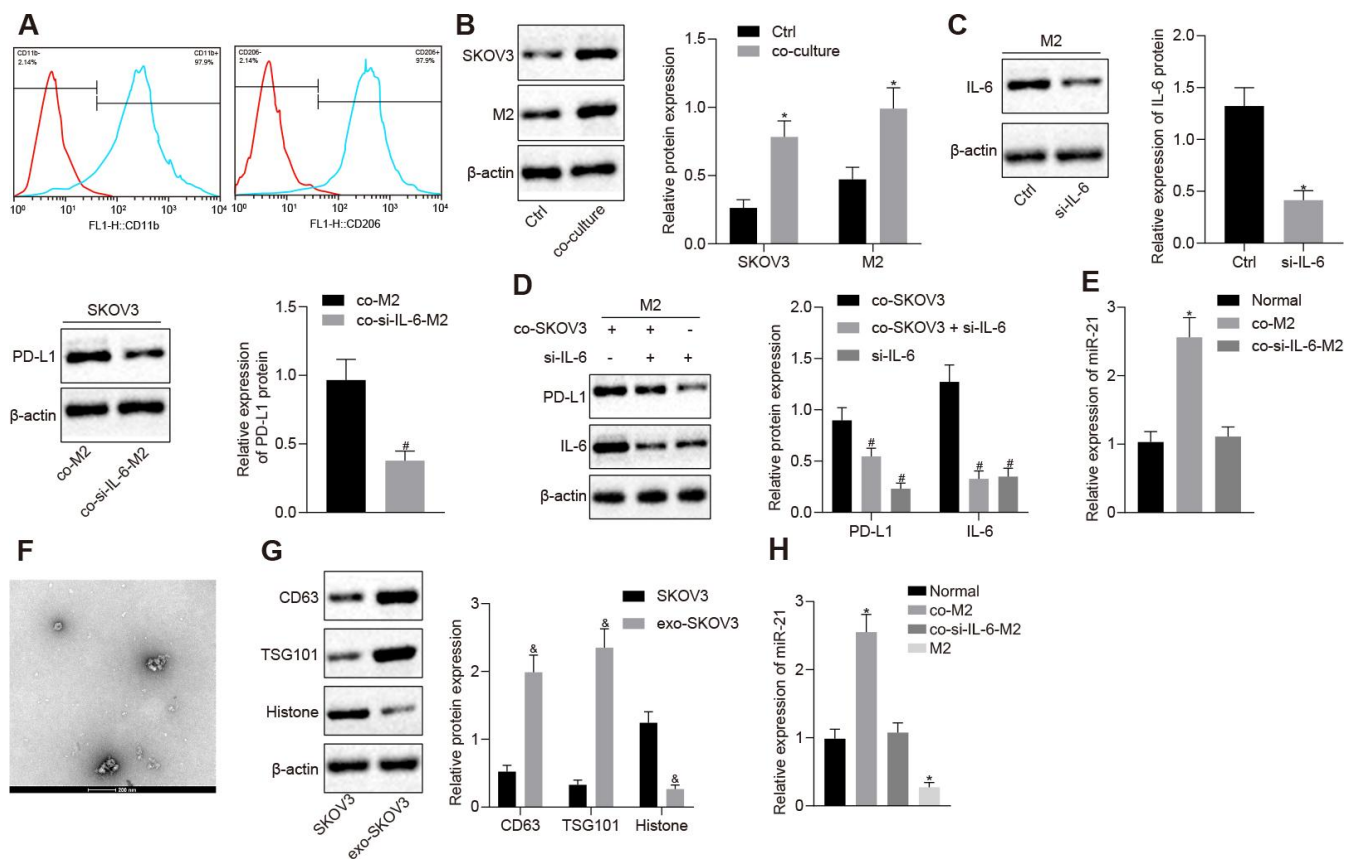 A
CD11b-
2.14%
CD11b+
97.9%
10⁰ 10¹ 10² 10³ 10⁴
FL1-H::CD11b
CD206-
2.14%
CD206+
97.9%
10⁰ 10¹ 10² 10³ 10⁴
FL1-H::CD206
B
SKOV3
M2
β-actin
Ctrl
co-culture
Ctrl
co-culture
Relative protein expression
1.5
1.0
0.5
0.0
*
*
SKOV3 M2
C
M2
IL-6
β-actin
Ctrl
si-IL-6
Relative expression of IL-6 protein
2.0
1.5
1.0
0.5
0.0
*
Ctrl si-IL-6
SKOV3
PD-L1
β-actin
co-M2
co-si-IL-6-M2
co-M2
co-si-IL-6-M2
Relative expression
of PD-L1 protein
1.5
1.0
0.5
0.0
#
D
M2
co-SKOV3 + + -
si-IL-6 - + +
PD-L1
IL-6
β-actin
co-SKOV3
co-SKOV3 + si-IL-6
si-IL-6
Relative protein expression
2.0
1.5
1.0
0.5
0.0
# # # #
PD-L1 IL-6
E
Normal
co-M2
co-si-IL-6-M2
Relative expression of miR-21
3
2
1
0
*
F
200 nm
G
CD63
TSG101
Histone
β-actin
SKOV3
exo-SKOV3
SKOV3
exo-SKOV3
Relative protein expression
3
2
1
0
& & &
CD63 TSG101 Histone
H
Normal
co-M2
co-si-IL-6-M2
M2
Relative expression of miR-21
3
2
1
0
*
*